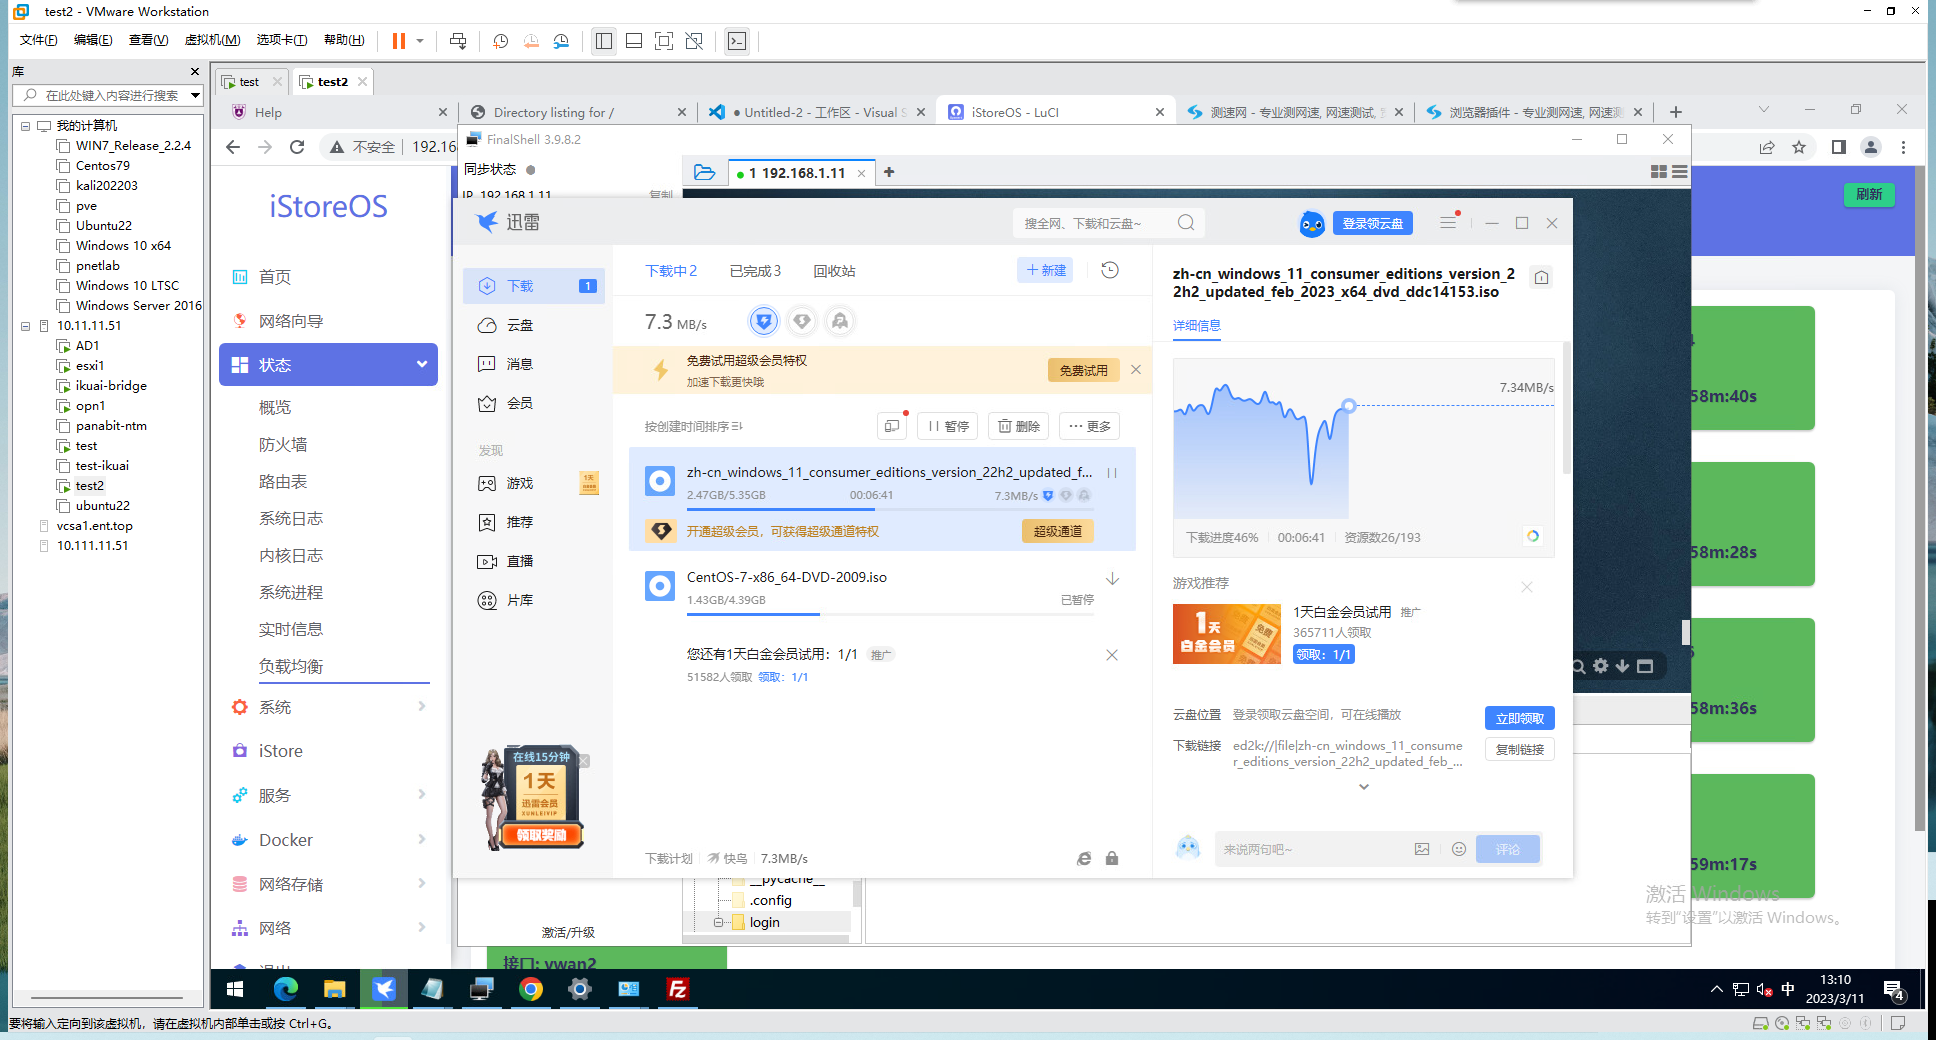 test2 - VMware Workstation
文件(F) 编辑(E) 查看(V) 虚拟机(M) 选项卡(T) 帮助(H)
库
在此处键入内容进行搜索
我的计算机
WIN7_Release_2.2.4
Centos79
kali202203
pve
Ubuntu22
Windows 10 x64
pnetlab
Windows 10 LTSC
Windows Server 2016
10.11.11.51
AD1
esxi1
ikuai-bridge
opn1
panabit-ntm
test
test-ikuai
test2
ubuntu22
vcsa1.ent.top
10.111.11.51
test
test2
Help
Directory listing for /
● Untitled-2 - 工作区 - Visual S
iStoreOS - LuCI
测速网 - 专业测网速, 网速测试,
浏览器插件 - 专业测网速, 网速测
不安全
192.16
iStoreOS
首页
网络向导
状态
概览
防火墙
路由表
系统日志
内核日志
系统进程
实时信息
负载均衡
系统
iStore
服务
Docker
网络存储
网络
刷新
58m:40s
58m:28s
58m:36s
59m:17s
接口: vwan2
FinalShell 3.9.8.2
同步状态
IP 192.168.1.11
复制
1 192.168.1.11
激活/升级
__pycache__
.config
login
迅雷
搜全网、下载和云盘~
登录领云盘
下载
1
云盘
消息
会员
发现
游戏
推荐
直播
片库
在线15分钟
1天
迅雷会员
XUNLEIVIP
领取奖励
下载中 2
已完成 3
回收站
新建
7.3 MB/s
免费试用超级会员特权
加速下载更快哦
免费试用
按创建时间排序
暂停
删除
更多
zh-cn_windows_11_consumer_editions_version_22h2_updated_f...
2.47GB/5.35GB
00:06:41
7.3MB/s
开通超级会员，可获得超级通道特权
超级通道
CentOS-7-x86_64-DVD-2009.iso
1.43GB/4.39GB
已暂停
您还有1天白金会员试用：1/1
推广
51582人领取
领取：1/1
下载计划
快鸟
7.3MB/s
zh-cn_windows_11_consumer_editions_version_2
2h2_updated_feb_2023_x64_dvd_ddc14153.iso
详细信息
7.34MB/s
下载进度46%
00:06:41
资源数26/193
游戏推荐
1天
白金会员
免费
1天白金会员试用
推广
365711人领取
领取：1/1
云盘位置
登录领取云盘空间，可在线播放
立即领取
下载链接
ed2k://|file|zh-cn_windows_11_consume
r_editions_version_22h2_updated_feb_...
复制链接
来说两句吧~
评论
激活 Windows
转到"设置"以激活 Windows。
中
13:10
2023/3/11
4
要将输入定向到该虚拟机，请在虚拟机内部单击或按 Ctrl+G。